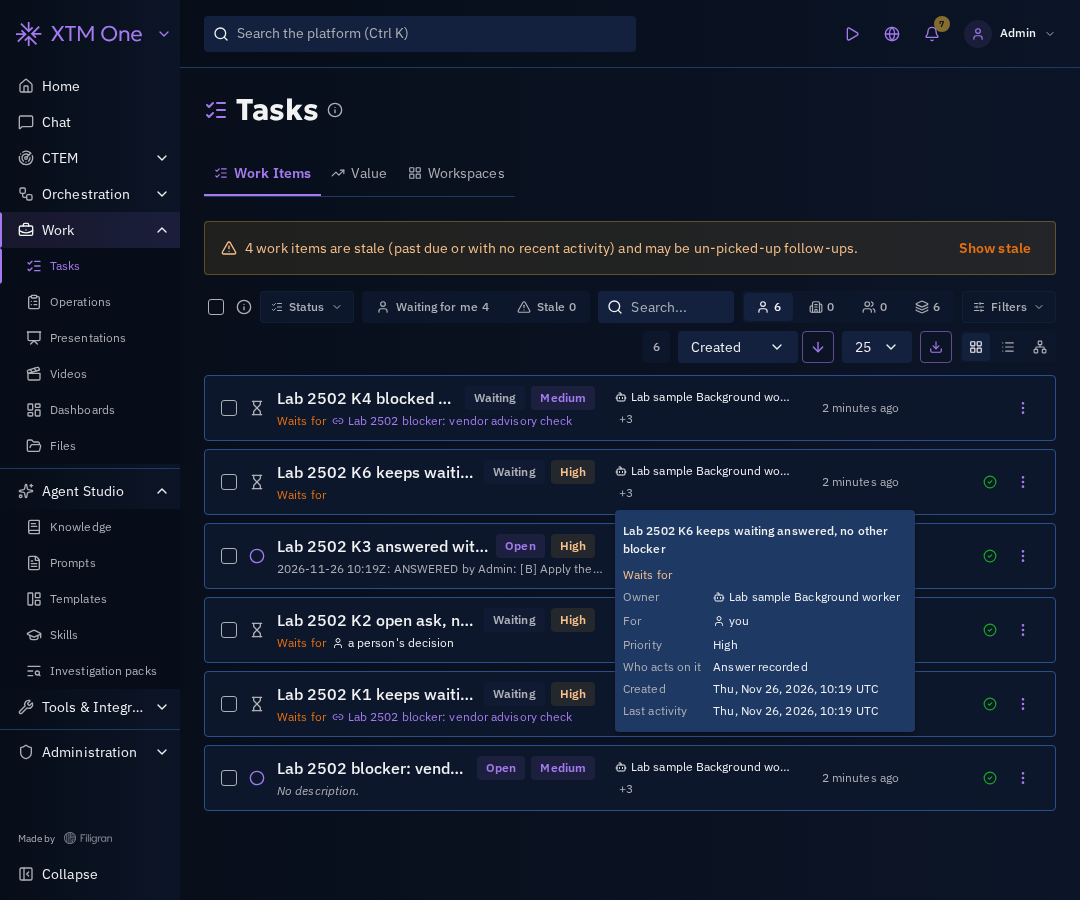 XTM One
Search the platform (Ctrl K)
7
Admin
Home
Chat
CTEM
Orchestration
Work
Tasks
Operations
Presentations
Videos
Dashboards
Files
Agent Studio
Knowledge
Prompts
Templates
Skills
Investigation packs
Tools & Integr...
Administration
Made by Filigran
Collapse
Tasks
Work Items Value Workspaces
4 work items are stale (past due or with no recent activity) and may be un-picked-up follow-ups. Show stale
Status Waiting for me 4 Stale 0 Search... 6 0 0 6 Filters
6 Created 25
Lab 2502 K4 blocked ... Waiting Medium Lab sample Background wo... 2 minutes ago
Waits for Lab 2502 blocker: vendor advisory check +3
Lab 2502 K6 keeps waiti... Waiting High Lab sample Background wo... 2 minutes ago
Waits for +3
Lab 2502 K3 answered wit... Open High
2026-11-26 10:19Z: ANSWERED by Admin: [B] Apply the...
Lab 2502 K2 open ask, n... Waiting High
Waits for a person's decision
Lab 2502 K1 keeps waiti... Waiting High
Waits for Lab 2502 blocker: vendor advisory check
Lab 2502 blocker: vend... Open Medium Lab sample Background wo... 2 minutes ago
No description. +3
Lab 2502 K6 keeps waiting answered, no other
blocker
Waits for
Owner Lab sample Background worker
For you
Priority High
Who acts on it Answer recorded
Created Thu, Nov 26, 2026, 10:19 UTC
Last activity Thu, Nov 26, 2026, 10:19 UTC